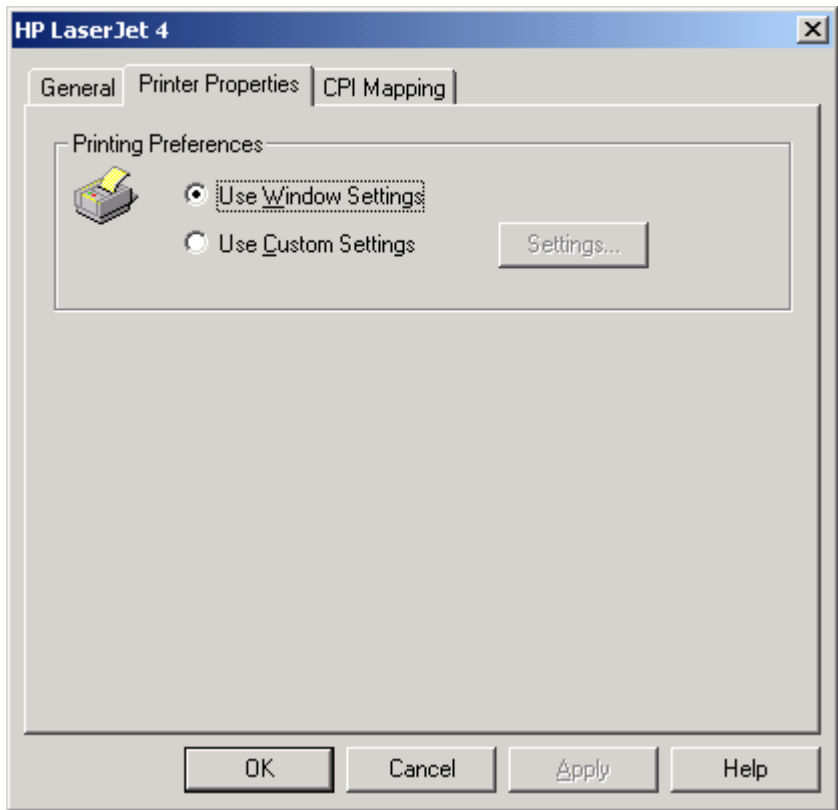 HP LaserJet 4
General Printer Properties CPI Mapping
Printing Preferences
Use Window Settings
Use Custom Settings Settings...
OK Cancel Apply Help